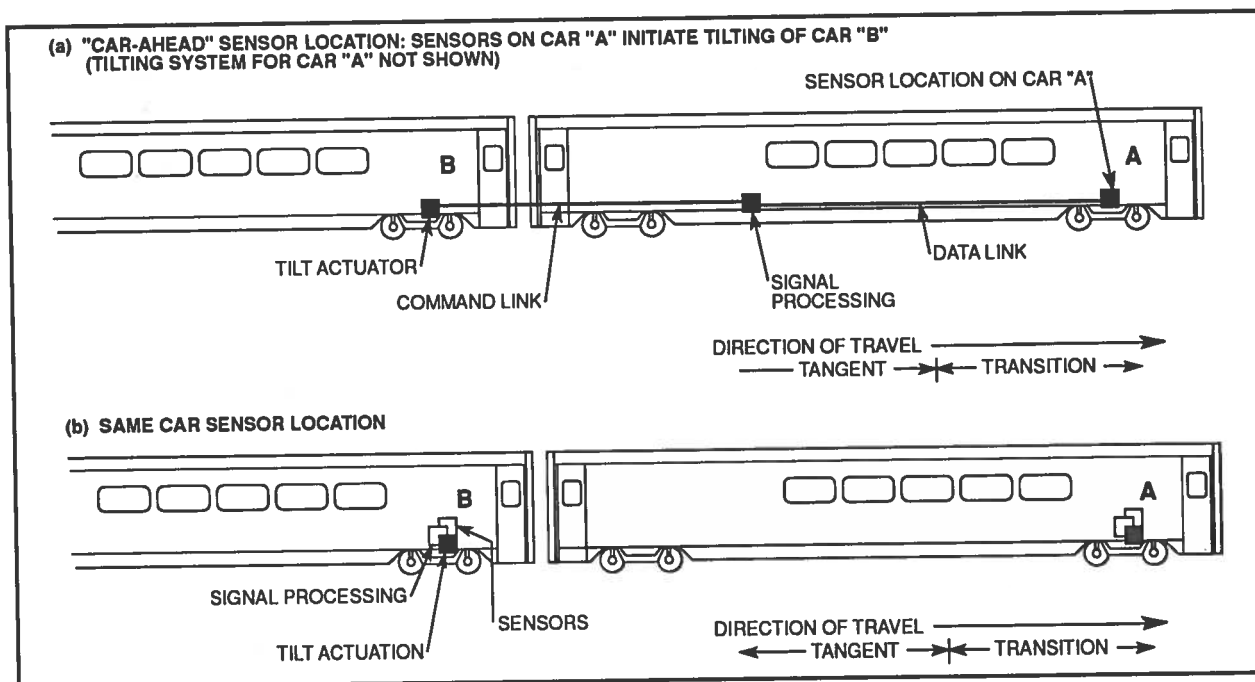 (a) "CAR-AHEAD" SENSOR LOCATION: SENSORS ON CAR "A" INITIATE TILTING OF CAR "B"
(TILTING SYSTEM FOR CAR "A" NOT SHOWN)
SENSOR LOCATION ON CAR "A"
B
A
TILT ACTUATOR
COMMAND LINK
SIGNAL
PROCESSING
DATA LINK
DIRECTION OF TRAVEL
TANGENT
TRANSITION
(b) SAME CAR SENSOR LOCATION
B
A
SIGNAL PROCESSING
SENSORS
TILT ACTUATION
DIRECTION OF TRAVEL
TANGENT
TRANSITION